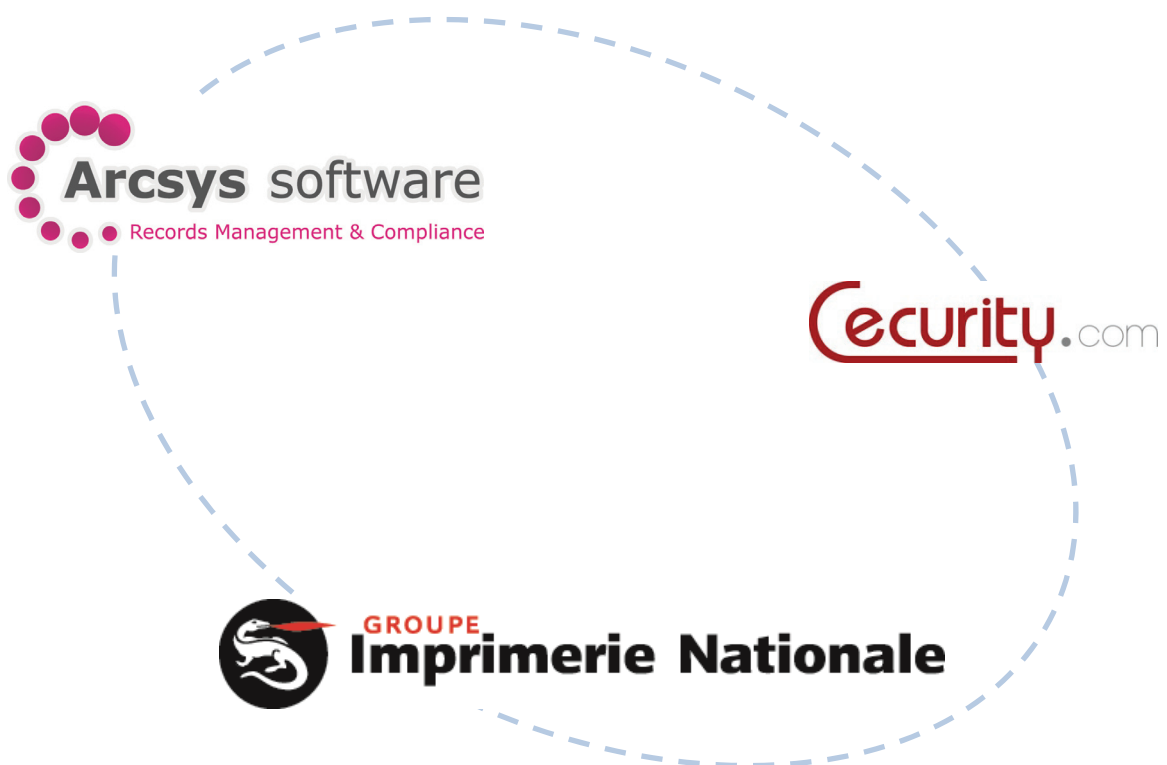 Arcsys software
Records Management & Compliance
Cecurity.com
GROUPE
Imprimerie Nationale